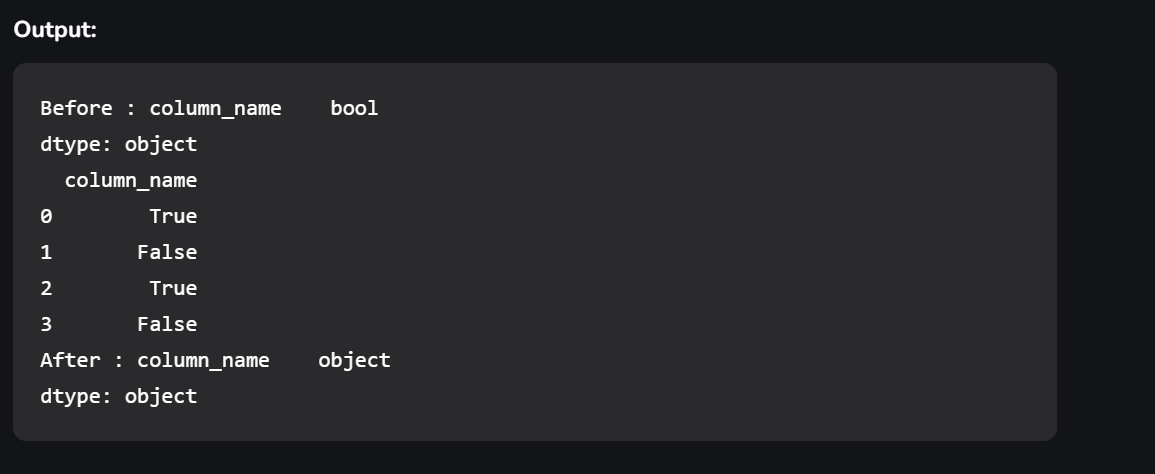 Output:
Before : column_name    bool
dtype: object
  column_name
0        True
1       False
2        True
3       False
After : column_name    object
dtype: object